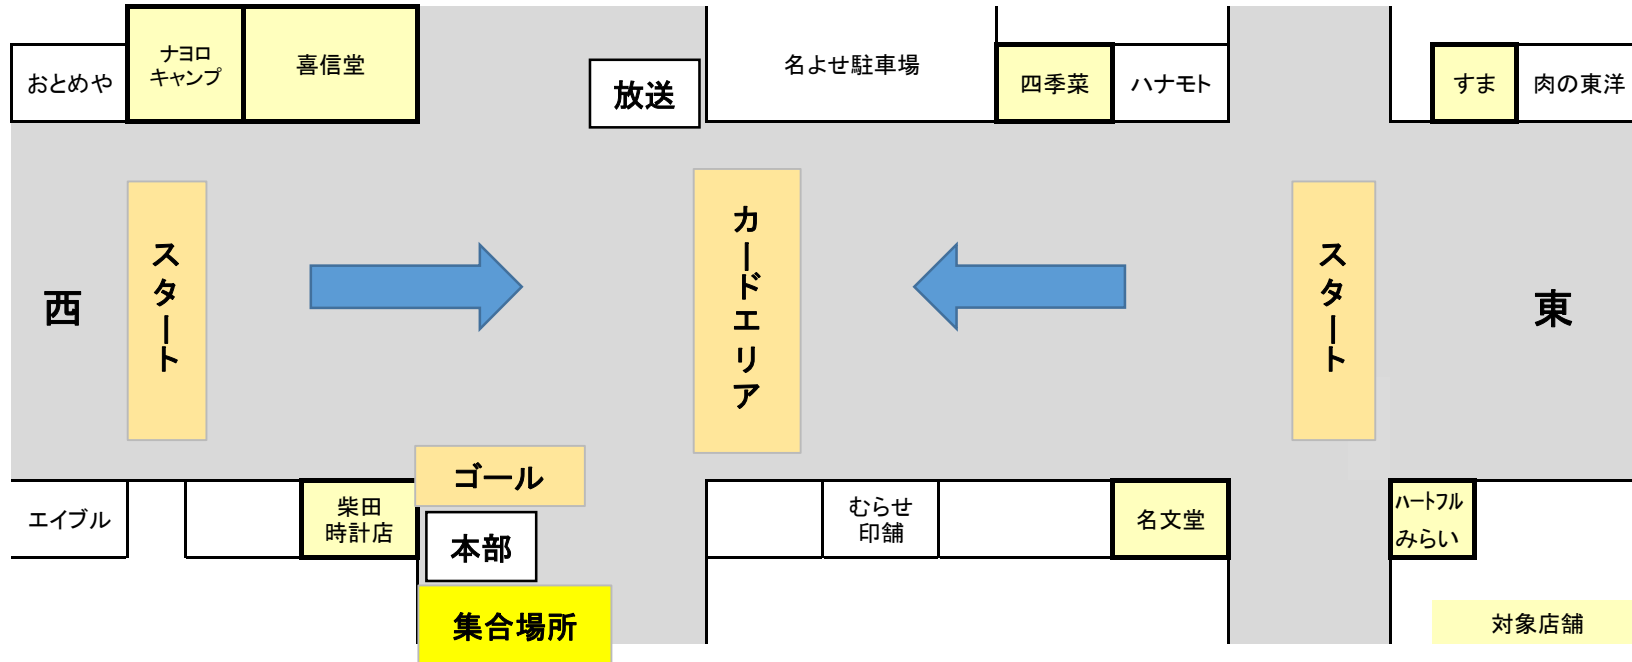 おとめや
ナヨロ
キャンプ
喜信堂
放送
名よせ駐車場
四季菜
ハナモト
すま
肉の東洋
西
スタート
カードエリア
スタート
東
ゴール
エイブル
柴田
時計店
本部
集合場所
むらせ
印舗
名文堂
ハートフル
みらい
対象店舗